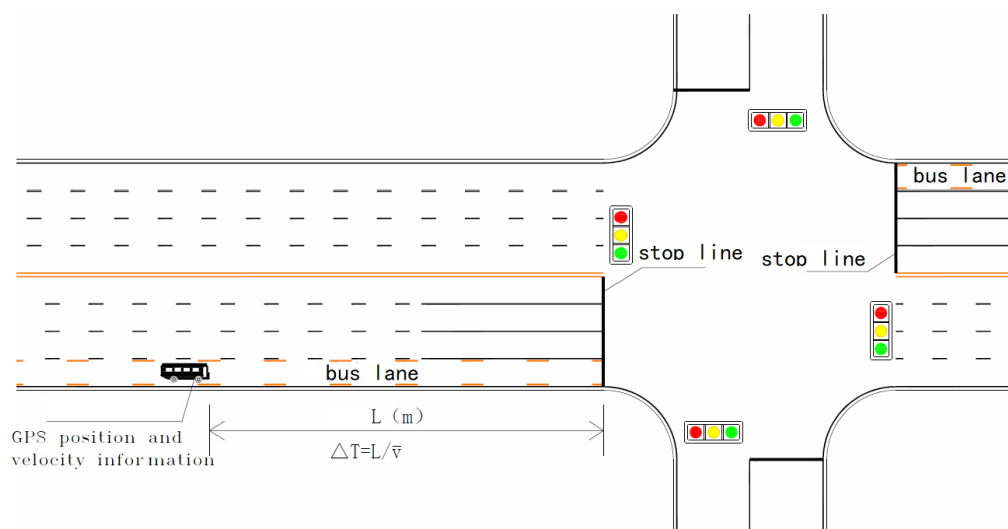 bus lane
stop line
stop line
bus lane
L (m)
GPS position and
velocity information
△T=L/v̅